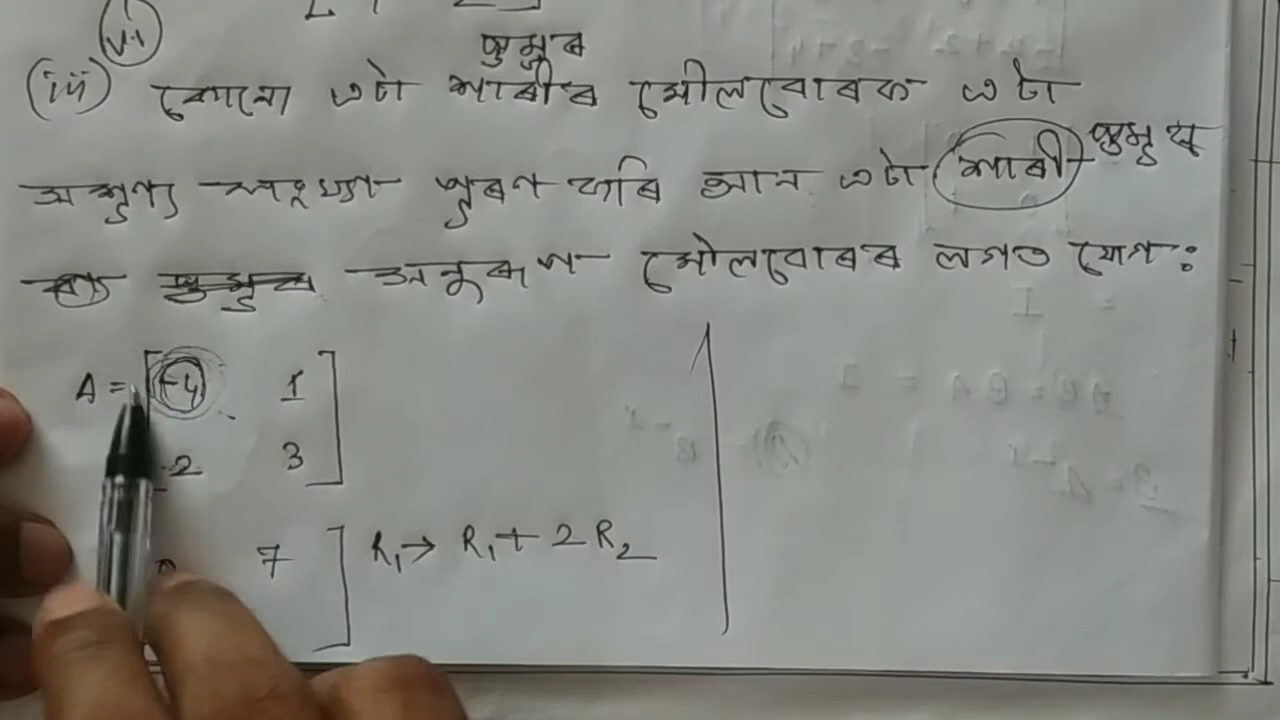 স্তম্ভৰ
(iii) কোনো এটা শাৰীৰ মৌলবোৰক এটা
অশূণ্য সংখ্যা পূৰণ কৰি আন এটা শাৰী
অনুৰূপ মৌলবোৰৰ লগত যোগ:
A = [ -4 1
2 3 ]
7 ] R₁→ R₁+ 2R₂